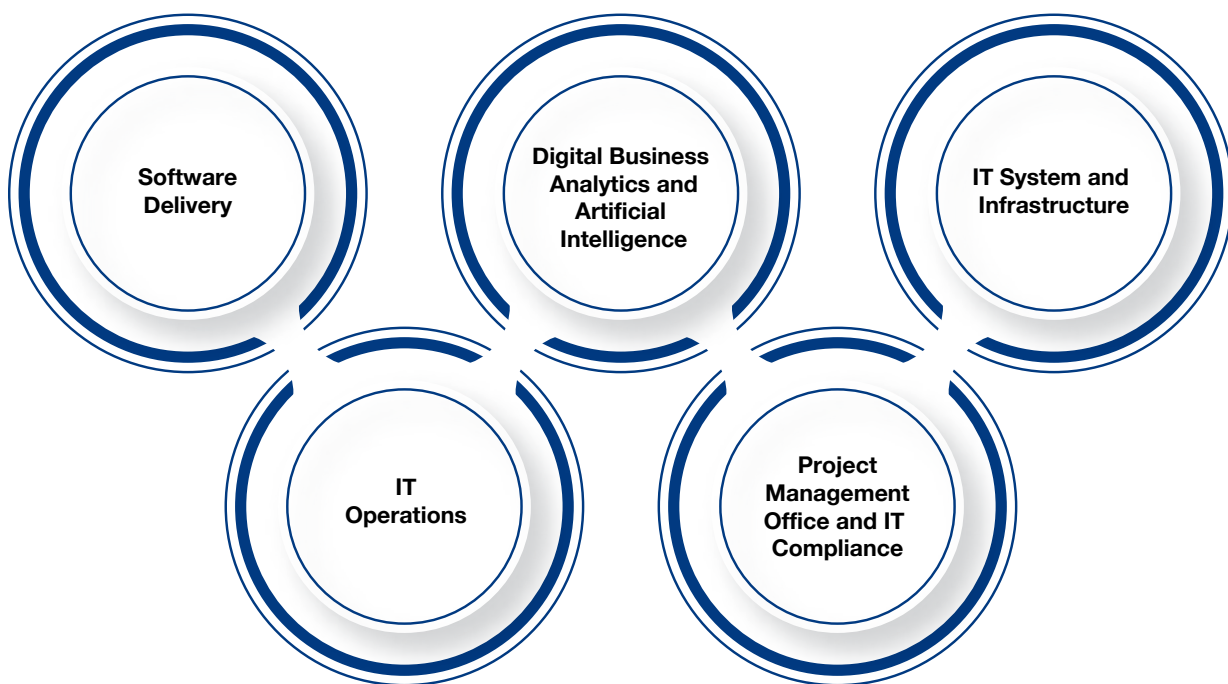 Software
Delivery
Digital Business
Analytics and
Artificial
Intelligence
IT System and
Infrastructure
IT
Operations
Project
Management
Office and IT
Compliance